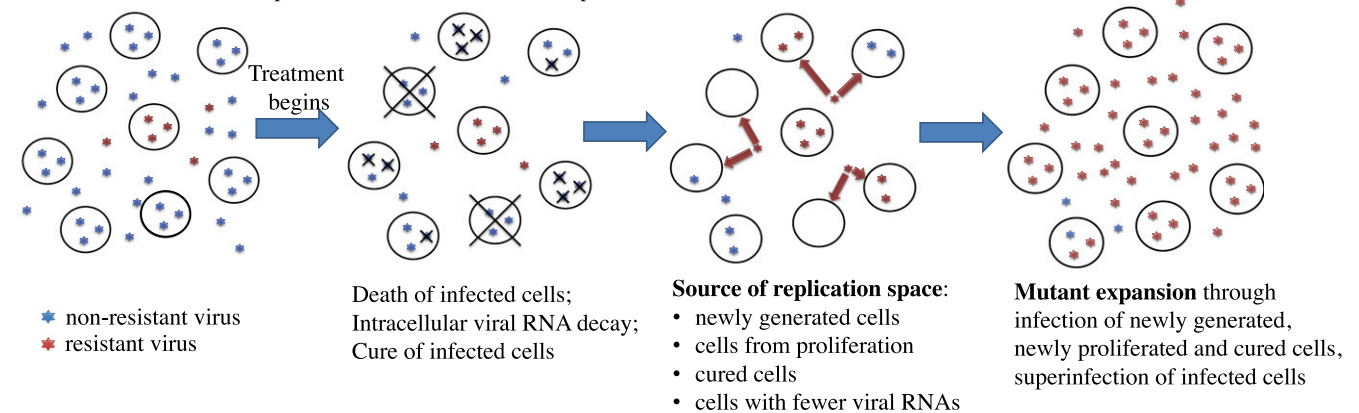 Treatment
begins
non-resistant virus
resistant virus
Death of infected cells;
Intracellular viral RNA decay;
Cure of infected cells
Source of replication space:
• newly generated cells
• cells from proliferation
• cured cells
• cells with fewer viral RNAs
Mutant expansion through
infection of newly generated,
newly proliferated and cured cells,
superinfection of infected cells